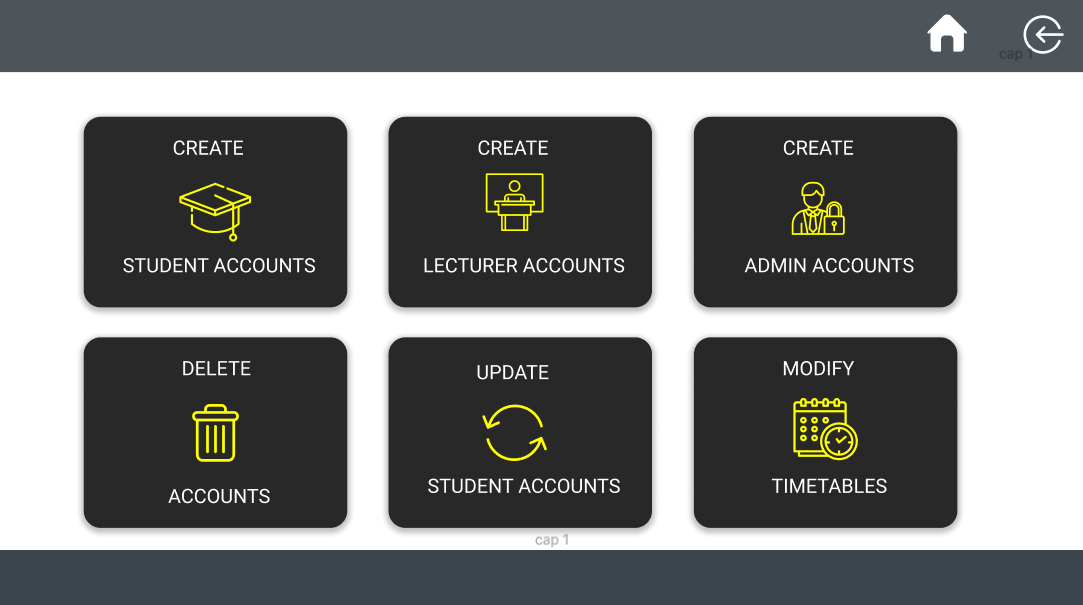 cap 1
CREATE
STUDENT ACCOUNTS
CREATE
LECTURER ACCOUNTS
CREATE
ADMIN ACCOUNTS
DELETE
ACCOUNTS
UPDATE
STUDENT ACCOUNTS
MODIFY
TIMETABLES
cap 1